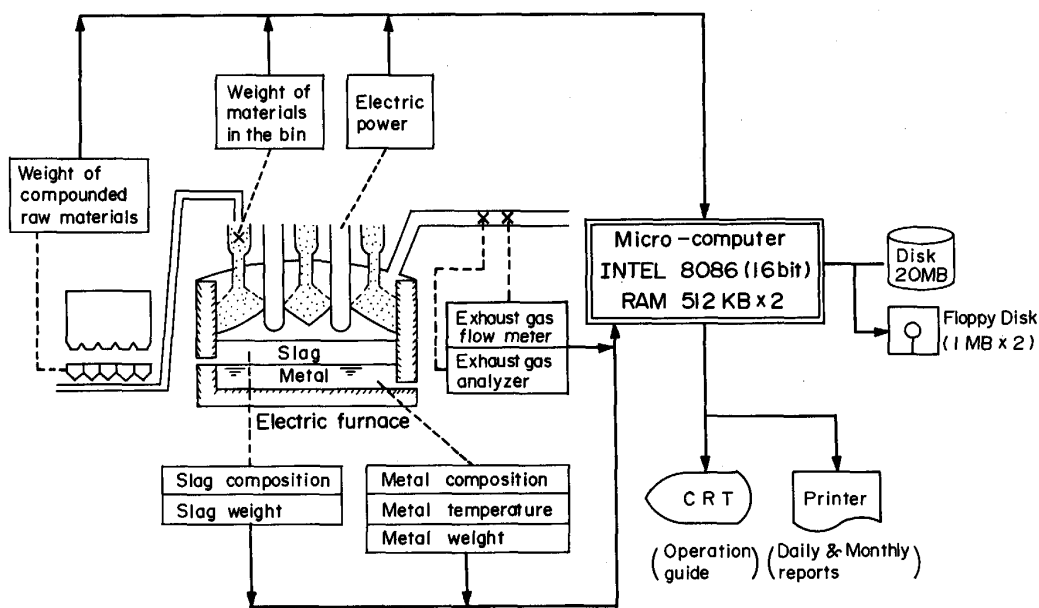 Weight of
materials
in the bin
Electric
power
Weight of
compounded
raw materials
Micro-computer
INTEL 8086 (16bit)
RAM 512 KB × 2
Disk
20MB
Floppy Disk
(1 MB × 2)
Exhaust gas
flow meter
Exhaust gas
analyzer
Slag
Metal
Electric furnace
Slag composition
Slag weight
Metal composition
Metal temperature
Metal weight
CRT
Printer
(Operation
guide)
(Daily & Monthly
reports)